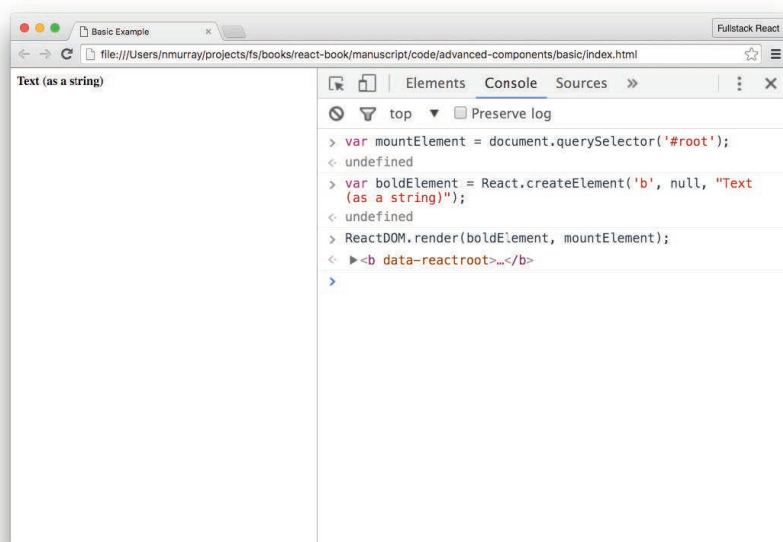 Basic Example
Fullstack React
file:///Users/nmurray/projects/fs/books/react-book/manuscript/code/advanced-components/basic/index.html
Text (as a string)
Elements Console Sources »
top ▼ Preserve log
> var mountElement = document.querySelector('#root');
< undefined
> var boldElement = React.createElement('b', null, "Text
(as a string)");
< undefined
> ReactDOM.render(boldElement, mountElement);
< ▶<b data-reactroot>…</b>
>